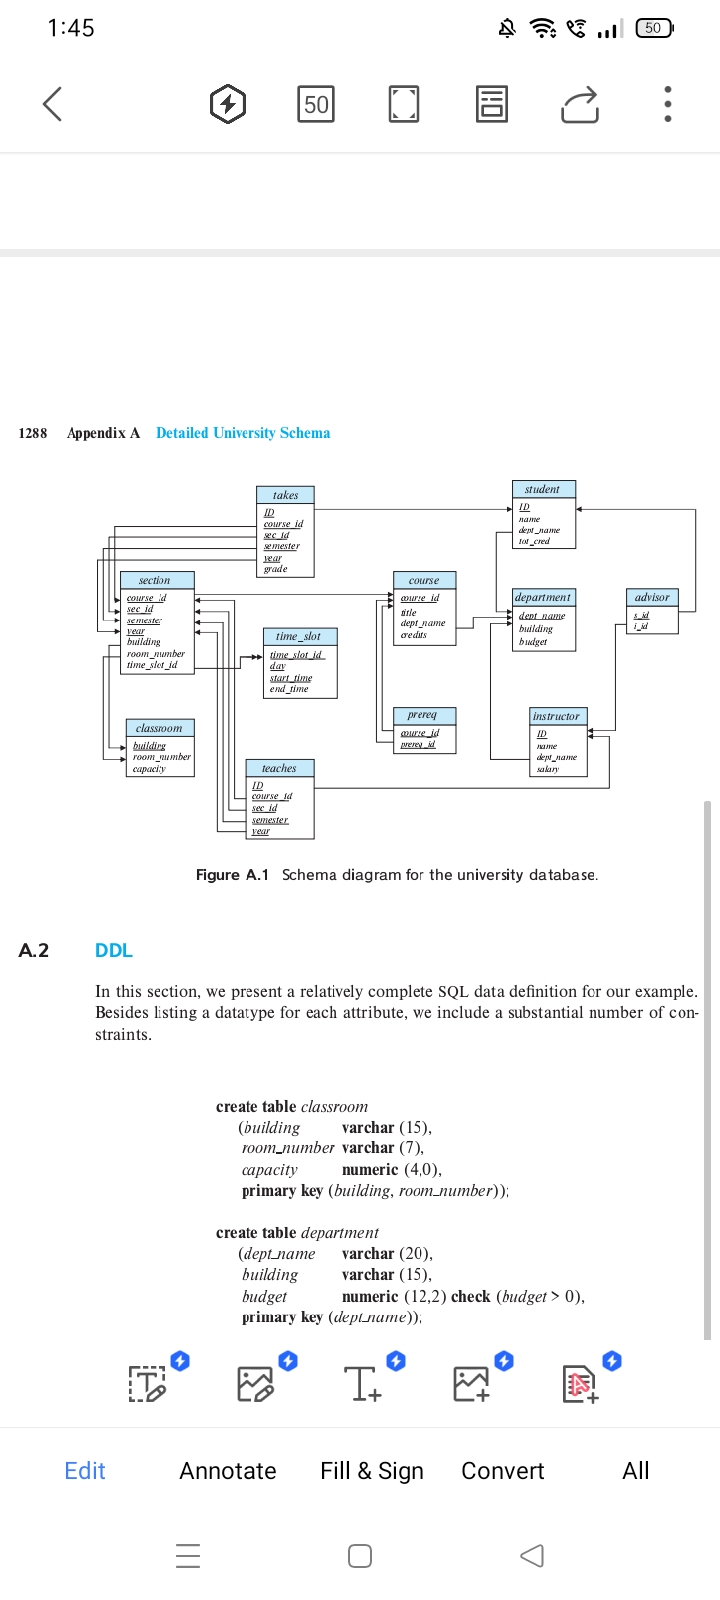 1:45
50
50
1288 Appendix A Detailed University Schema
takes
ID
course_id
sec_id
semester
year
grade
student
ID
name
dept_name
tot_cred
section
course_id
sec_id
semester
year
building
room_number
time_slot_id
course
course_id
title
dept_name
credits
department
dept_name
building
budget
advisor
s_id
i_id
time_slot
time_slot_id
day
start_time
end_time
prereq
course_id
prereq_id
instructor
ID
name
dept_name
salary
classroom
building
room_number
capacity
teaches
ID
course_id
sec_id
semester
year
Figure A.1 Schema diagram for the university database.
A.2 DDL
In this section, we present a relatively complete SQL data definition for our example.
Besides listing a datatype for each attribute, we include a substantial number of con-
straints.
create table classroom
(building varchar (15),
room_number varchar (7),
capacity numeric (4,0),
primary key (building, room_number));
create table department
(dept_name varchar (20),
building varchar (15),
budget numeric (12,2) check (budget > 0),
primary key (dept_name));
Edit Annotate Fill & Sign Convert All